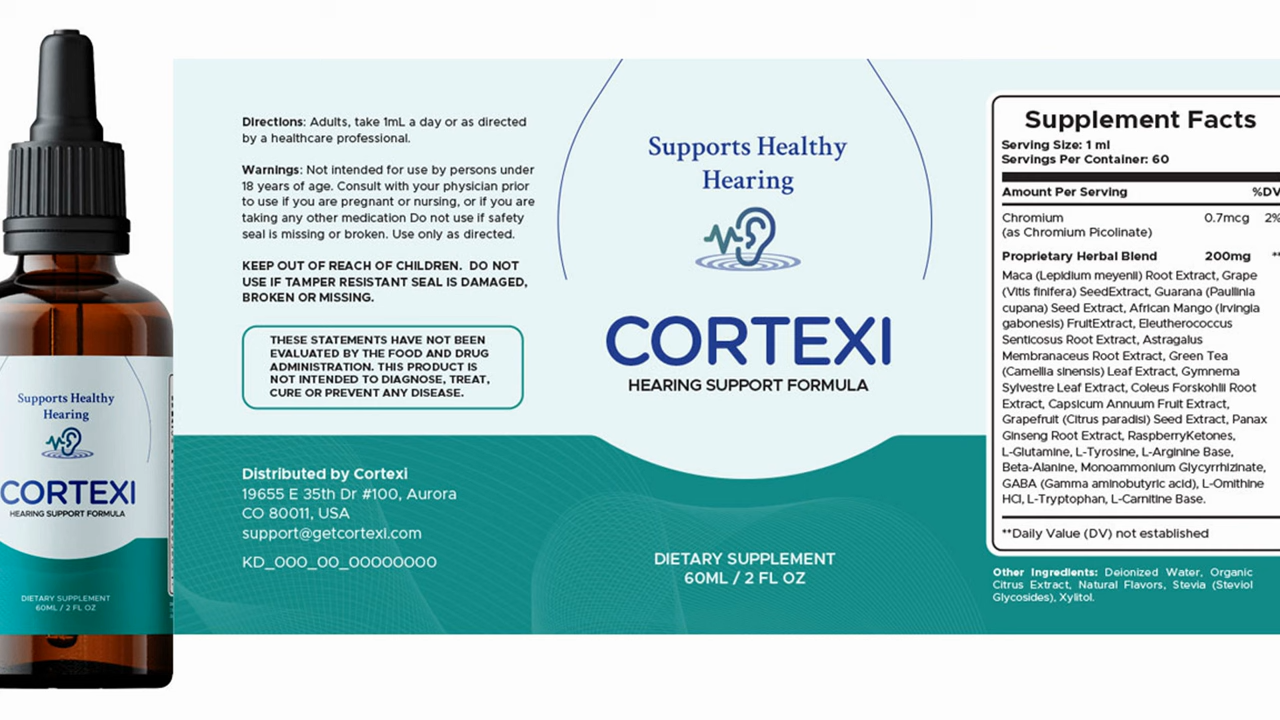 Directions: Adults, take 1mL a day or as directed
by a healthcare professional.
Warnings: Not intended for use by persons under
18 years of age. Consult with your physician prior
to use if you are pregnant or nursing, or if you are
taking any other medication Do not use if safety
seal is missing or broken. Use only as directed.
KEEP OUT OF REACH OF CHILDREN. DO NOT
USE IF TAMPER RESISTANT SEAL IS DAMAGED,
BROKEN OR MISSING.
THESE STATEMENTS HAVE NOT BEEN
EVALUATED BY THE FOOD AND DRUG
ADMINISTRATION. THIS PRODUCT IS
NOT INTENDED TO DIAGNOSE, TREAT,
CURE OR PREVENT ANY DISEASE.
Distributed by Cortexi
19655 E 35th Dr #100, Aurora
CO 80011, USA
support@getcortexi.com
KD_000_00_00000000
Supports Healthy
Hearing
CORTEXI
HEARING SUPPORT FORMULA
DIETARY SUPPLEMENT
60ML / 2 FL OZ
Supplement Facts
Serving Size: 1 ml
Servings Per Container: 60
Amount Per Serving %DV
Chromium 0.7mcg 2%
(as Chromium Picolinate)
Proprietary Herbal Blend 200mg **
Maca (Lepidium meyenii) Root Extract, Grape
(Vitis finifera) SeedExtract, Guarana (Paullinia
cupana) Seed Extract, African Mango (Irvingia
gabonesis) FruitExtract, Eleutherococcus
Senticosus Root Extract, Astragalus
Membranaceus Root Extract, Green Tea
(Camellia sinensis) Leaf Extract, Gymnema
Sylvestre Leaf Extract, Coleus Forskohlii Root
Extract, Capsicum Annuum Fruit Extract,
Grapefruit (Citrus paradisi) Seed Extract, Panax
Ginseng Root Extract, RaspberryKetones,
L-Glutamine, L-Tyrosine, L-Arginine Base,
Beta-Alanine, Monoammonium Glycyrrhizinate,
GABA (Gamma aminobutyric acid), L-Ornithine
HCl, L-Tryptophan, L-Carnitine Base.
**Daily Value (DV) not established
Other Ingredients: Deionized Water, Organic
Citrus Extract, Natural Flavors, Stevia (Steviol
Glycosides), Xylitol.
Supports Healthy
Hearing
CORTEXI
HEARING SUPPORT FORMULA
DIETARY SUPPLEMENT
60ML / 2 FL OZ